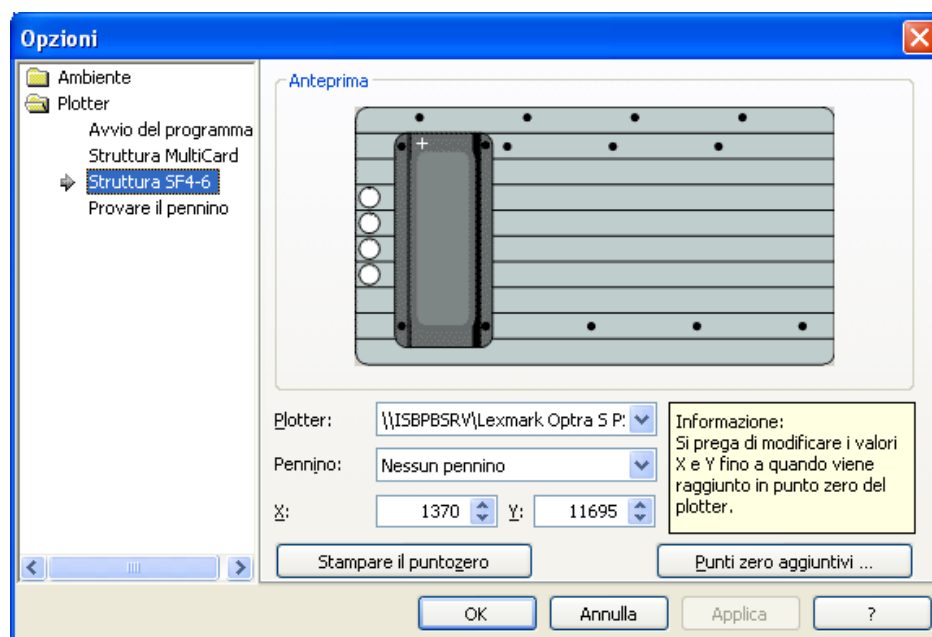 Opzioni
Ambiente
Plotter
Avvio del programma
Struttura MultiCard
Struttura SF4-6
Provare il pennino
Anteprima
Plotter: \\ISBPBSRV\Lexmark Optra S P:
Pennino: Nessun pennino
X: 1370 Y: 11695
Informazione:
Si prega di modificare i valori
X e Y fino a quando viene
raggiunto in punto zero del
plotter.
Stampare il puntozero
Punti zero aggiuntivi ...
OK
Annulla
Applica
?